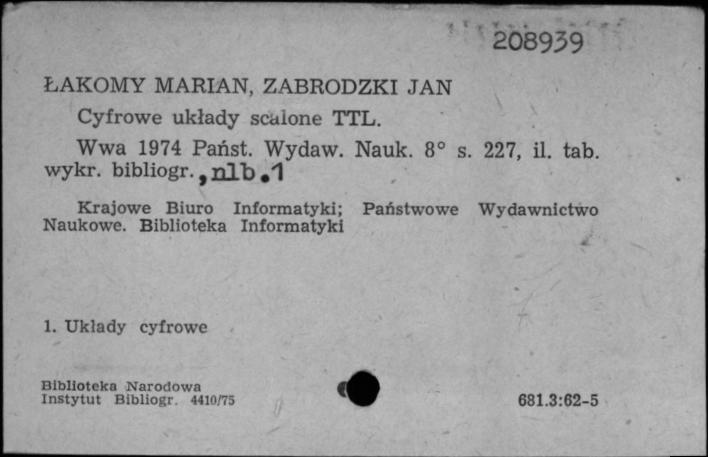 208939
ŁAKOMY MARIAN, ZABRODZKI JAN
Cyfrowe układy scalone TTL.
Wwa 1974 Państ. Wydaw. Nauk. 8° s. 227, il. tab.
wykr. bibliogr., nlb.1
Krajowe Biuro Informatyki; Państwowe Wydawnictwo
Naukowe. Biblioteka Informatyki
1. Układy cyfrowe
Biblioteka Narodowa
Instytut Bibliogr. 4410/75
681.3:62-5